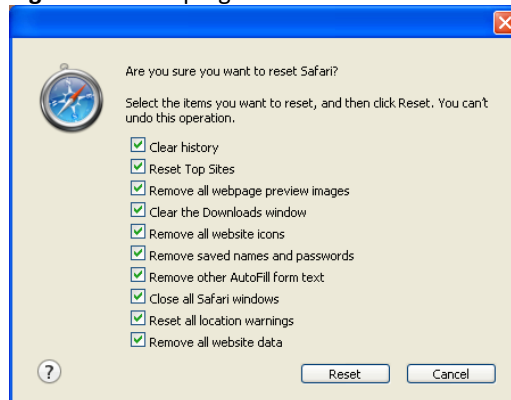 Are you sure you want to reset Safari?
Select the items you want to reset, and then click Reset. You can't
undo this operation.
Clear history
Reset Top Sites
Remove all webpage preview images
Clear the Downloads window
Remove all website icons
Remove saved names and passwords
Remove other AutoFill form text
Close all Safari windows
Reset all location warnings
Remove all website data
?
Reset
Cancel